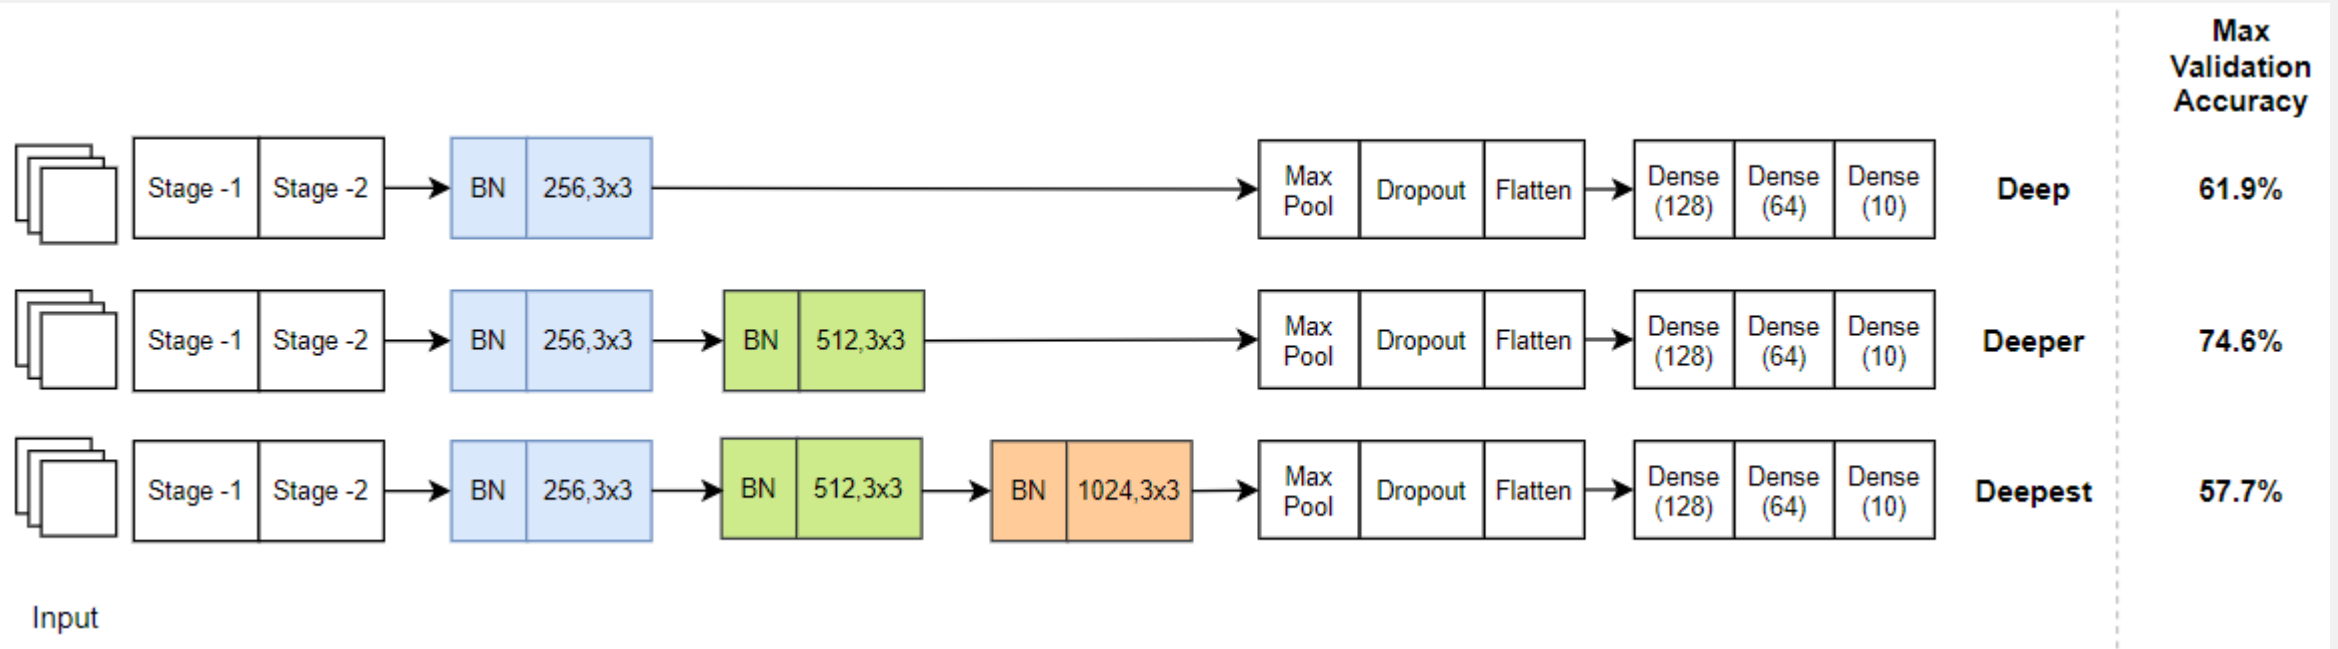 Max
Validation
Accuracy
Stage -1 Stage -2 BN 256,3x3 Max Pool Dropout Flatten Dense (128) Dense (64) Dense (10) Deep 61.9%
Stage -1 Stage -2 BN 256,3x3 BN 512,3x3 Max Pool Dropout Flatten Dense (128) Dense (64) Dense (10) Deeper 74.6%
Stage -1 Stage -2 BN 256,3x3 BN 512,3x3 BN 1024,3x3 Max Pool Dropout Flatten Dense (128) Dense (64) Dense (10) Deepest 57.7%
Input